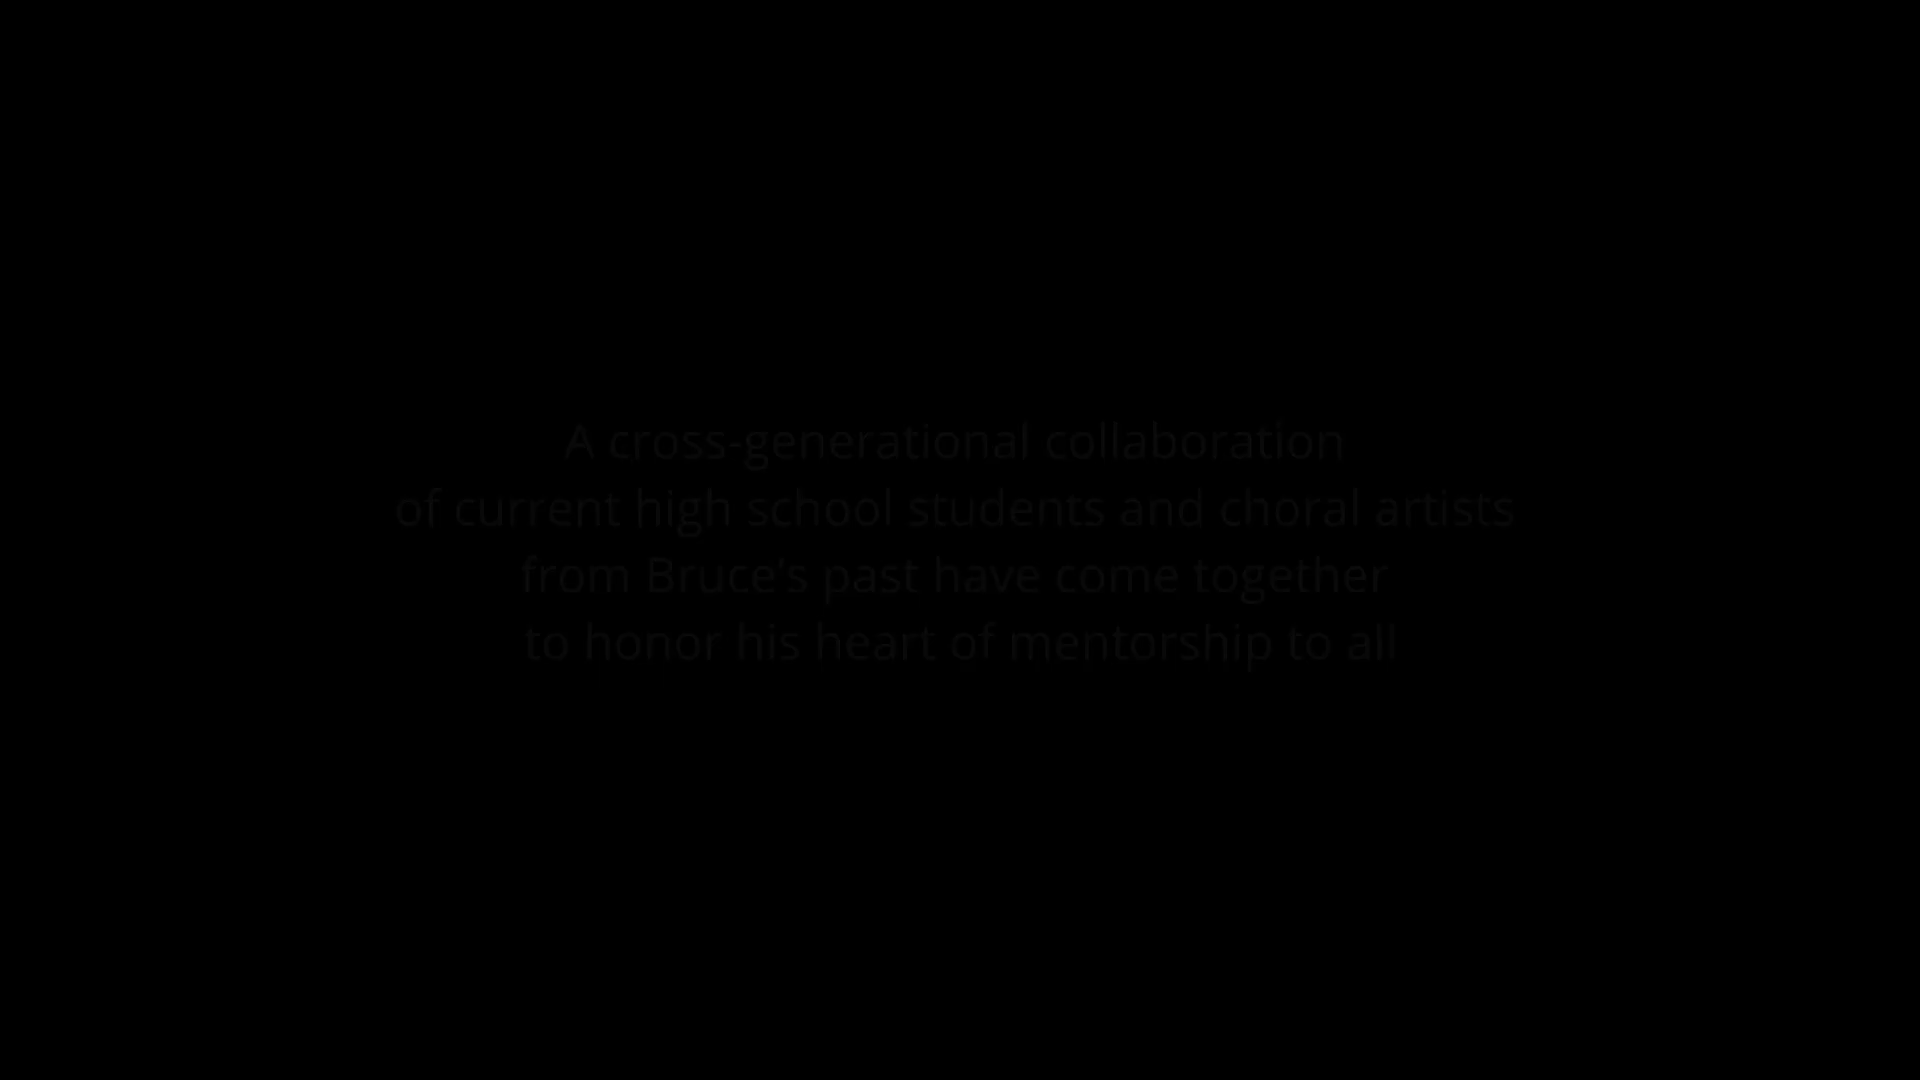 A cross-generational collaboration
of current high school students and choral artists
from Bruce's past have come together
to honor his heart of mentorship to all